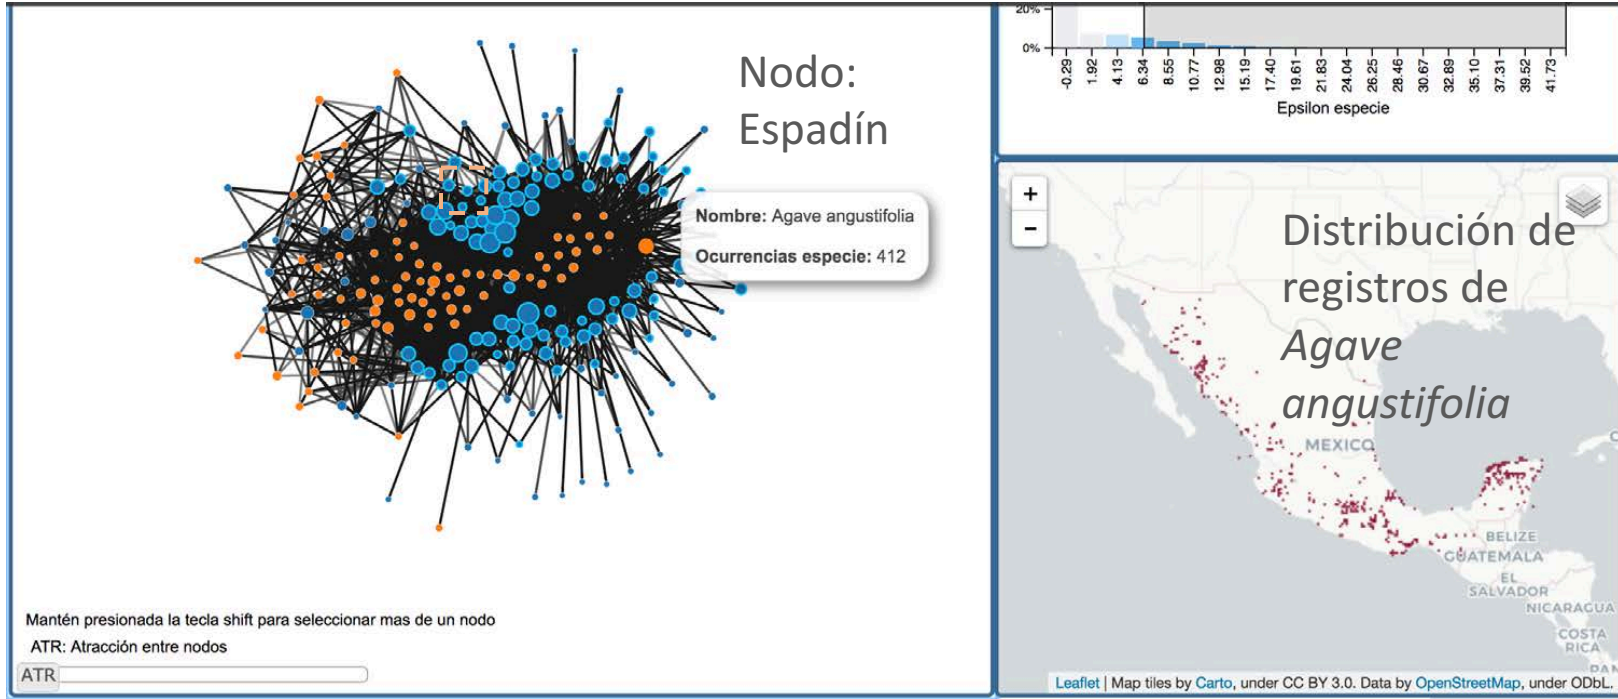 Nodo:
Espadín
Nombre: Agave angustifolia
Ocurrencias especie: 412
Mantén presionada la tecla shift para seleccionar mas de un nodo
ATR: Atracción entre nodos
ATR
20%
0%
-0.29
1.92
4.13
6.34
8.55
10.77
12.98
15.19
17.40
19.61
21.83
24.04
26.25
28.46
30.67
32.89
35.10
37.31
39.52
41.73
Epsilon especie
+
−
Distribución de
registros de
Agave
angustifolia
MEXICO
BELIZE
GUATEMALA
EL
SALVADOR
NICARAGUA
COSTA
RICA
Leaflet | Map tiles by Carto, under CC BY 3.0. Data by OpenStreetMap, under ODbL.